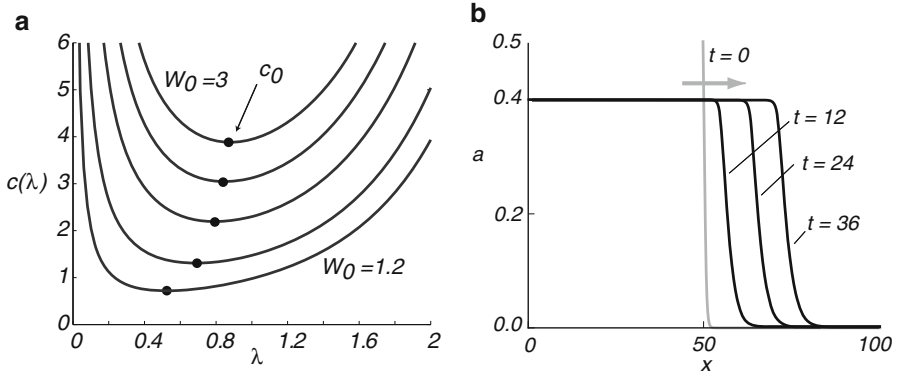 a
6
5
4
3
2
1
0
c(λ)
W0 =3
c0
W0 =1.2
0 0.4 0.8 1.2 1.6 2
λ
b
0.5
0.4
0.2
0.0
a
t = 0
t = 12
t = 24
t = 36
0 50 100
x